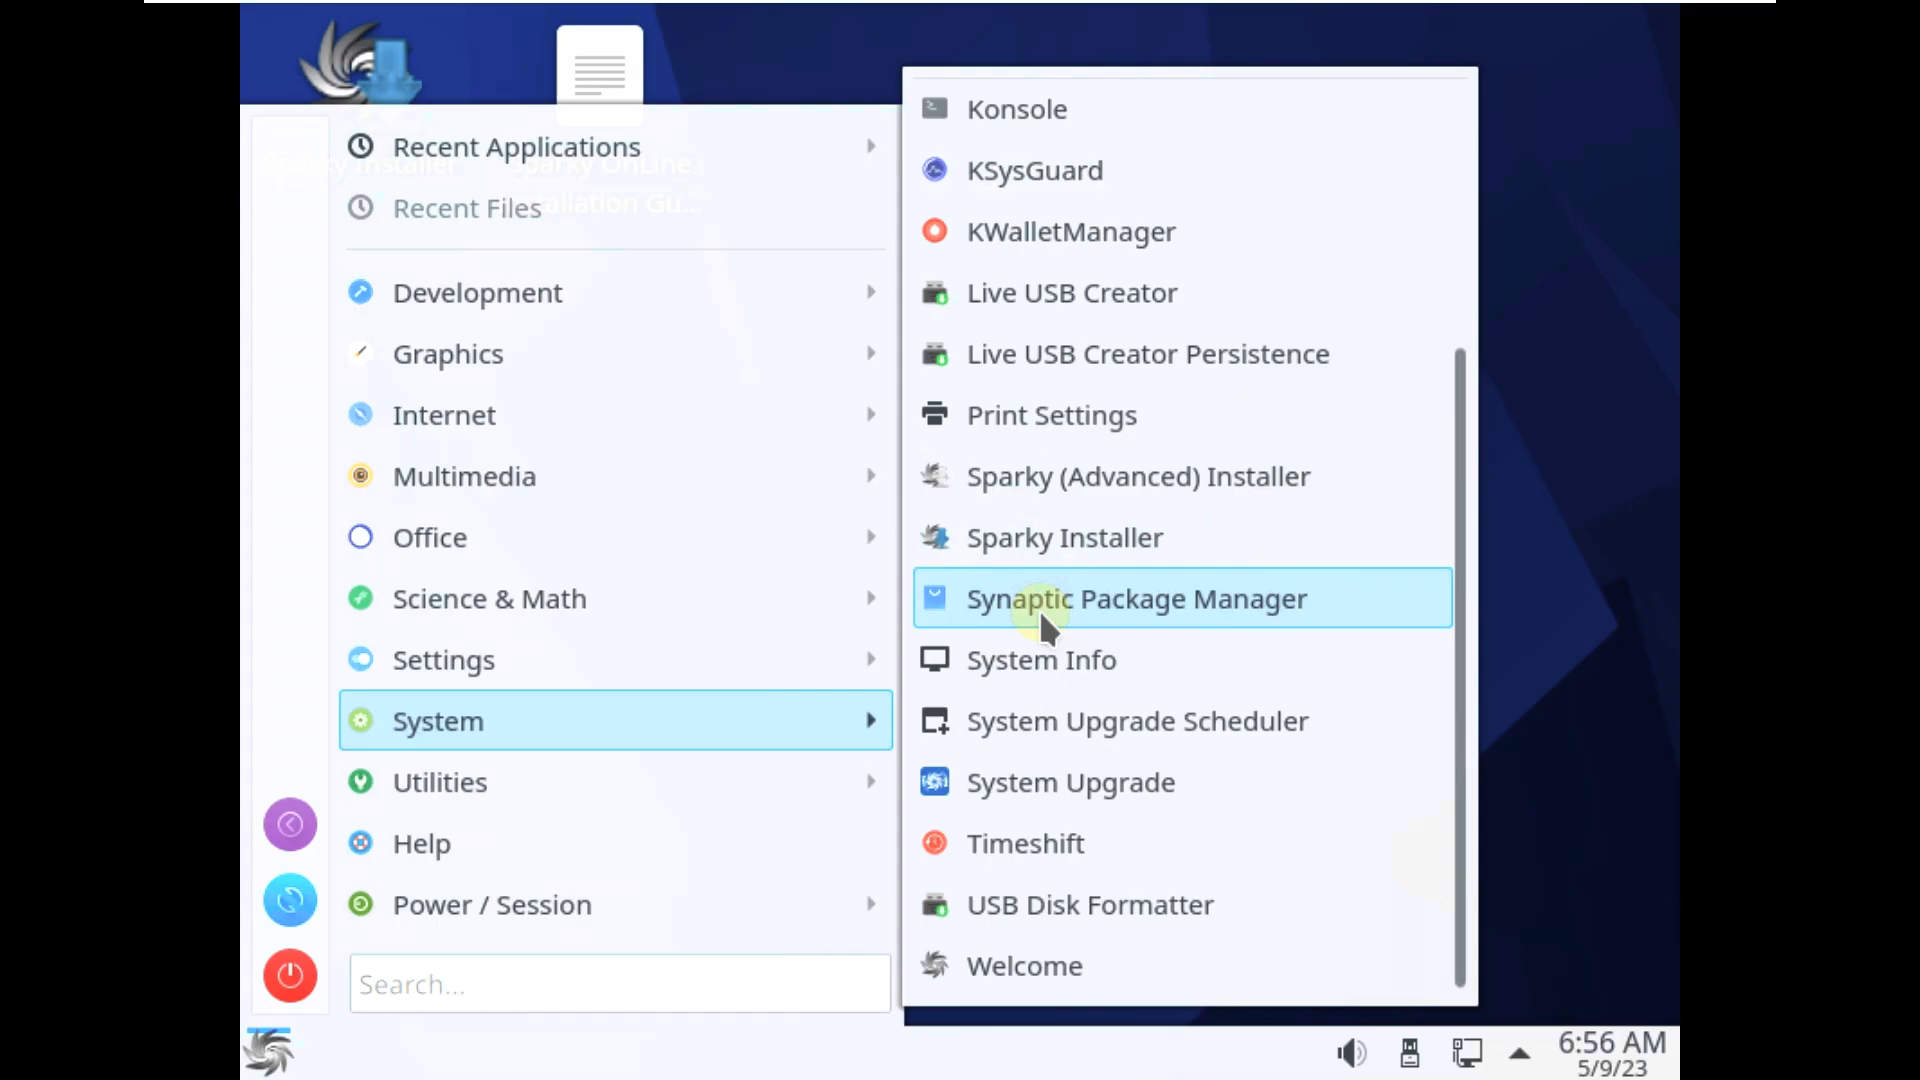 Recent Applications
Recent Files
Development
Graphics
Internet
Multimedia
Office
Science & Math
Settings
System
Utilities
Help
Power / Session
Search...
Konsole
KSysGuard
KWalletManager
Live USB Creator
Live USB Creator Persistence
Print Settings
Sparky (Advanced) Installer
Sparky Installer
Synaptic Package Manager
System Info
System Upgrade Scheduler
System Upgrade
Timeshift
USB Disk Formatter
Welcome
6:56 AM
5/9/23